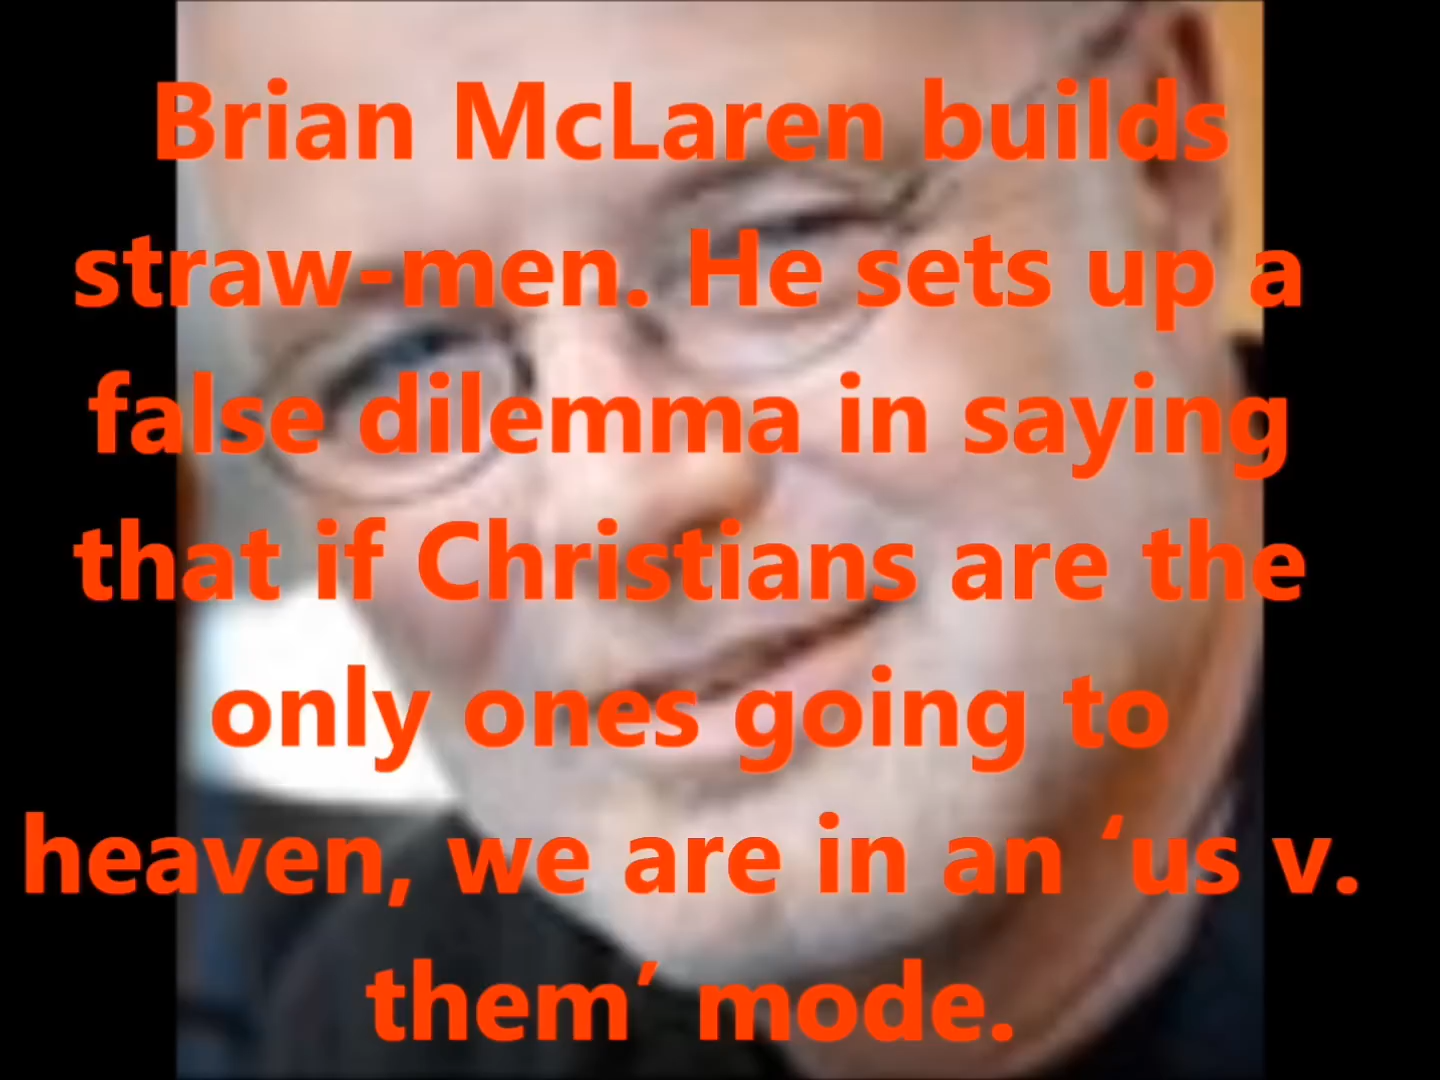 Brian McLaren builds
straw-men. He sets up a
false dilemma in saying
that if Christians are the
only ones going to
heaven, we are in an ‘us v.
them’ mode.